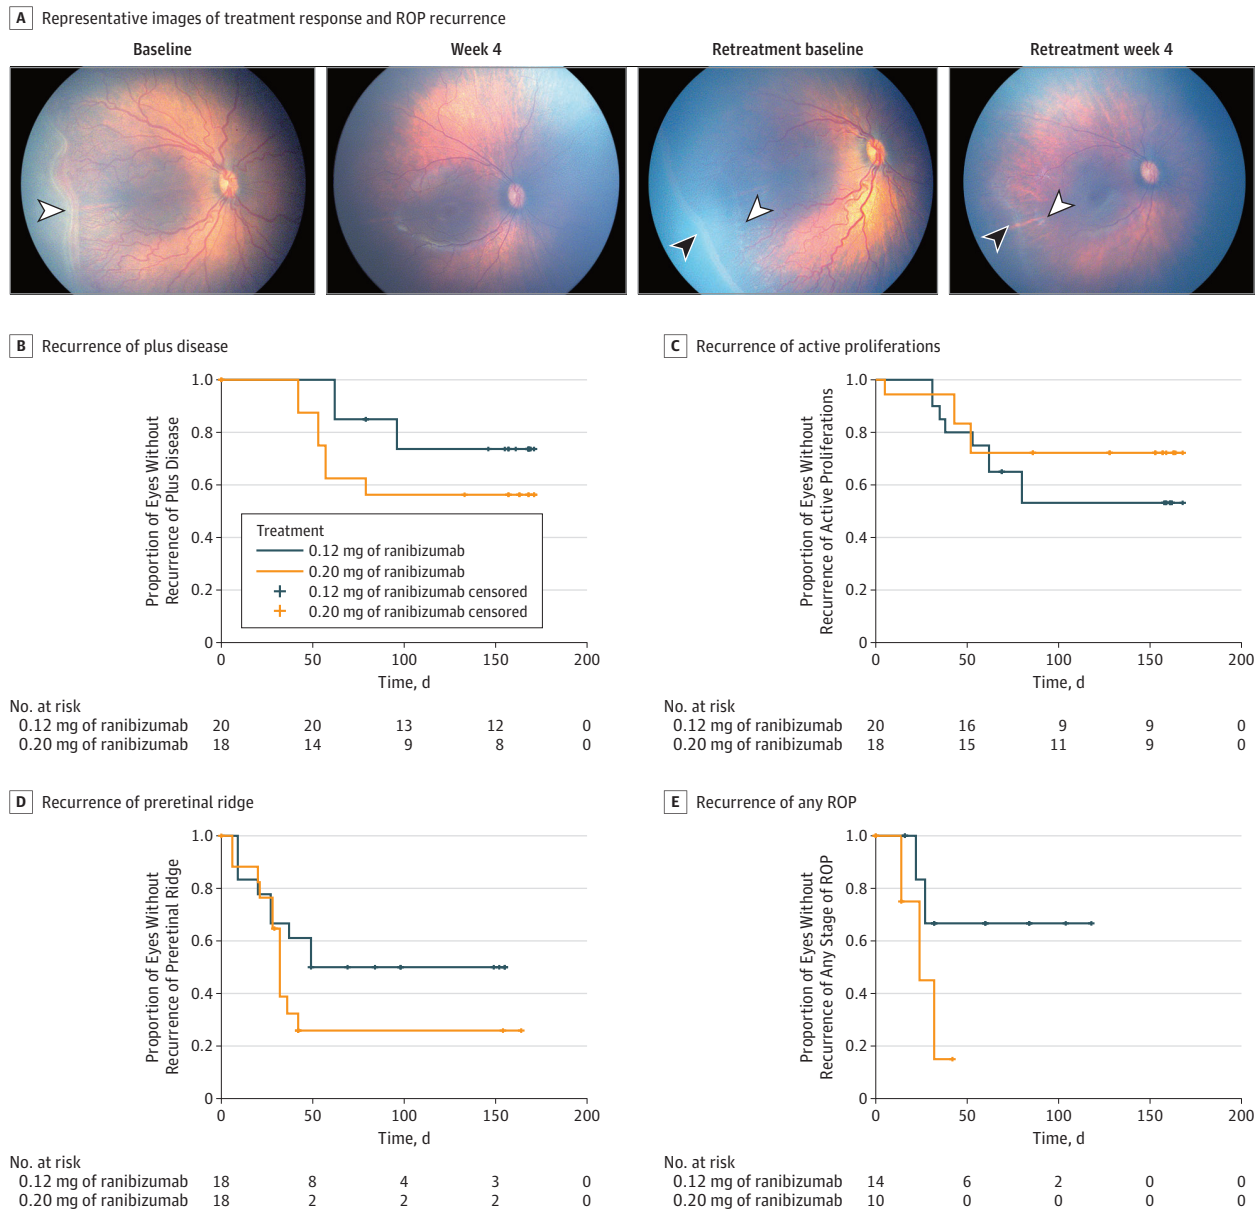 A Representative images of treatment response and ROP recurrence
Baseline
Week 4
Retreatment baseline
Retreatment week 4
B Recurrence of plus disease
Proportion of Eyes Without
Recurrence of Plus Disease
1.0
0.8
0.6
0.4
0.2
0
Treatment
0.12 mg of ranibizumab
0.20 mg of ranibizumab
0.12 mg of ranibizumab censored
0.20 mg of ranibizumab censored
0 50 100 150 200
Time, d
No. at risk
0.12 mg of ranibizumab 20 20 13 12 0
0.20 mg of ranibizumab 18 14 9 8 0
C Recurrence of active proliferations
Proportion of Eyes Without
Recurrence of Active Proliferations
1.0
0.8
0.6
0.4
0.2
0
0 50 100 150 200
Time, d
No. at risk
0.12 mg of ranibizumab 20 16 9 9 0
0.20 mg of ranibizumab 18 15 11 9 0
D Recurrence of preretinal ridge
Proportion of Eyes Without
Recurrence of Preretinal Ridge
1.0
0.8
0.6
0.4
0.2
0
0 50 100 150 200
Time, d
No. at risk
0.12 mg of ranibizumab 18 8 4 3 0
0.20 mg of ranibizumab 18 2 2 2 0
E Recurrence of any ROP
Proportion of Eyes Without
Recurrence of Any Stage of ROP
1.0
0.8
0.6
0.4
0.2
0
0 50 100 150 200
Time, d
No. at risk
0.12 mg of ranibizumab 14 6 2 0 0
0.20 mg of ranibizumab 10 0 0 0 0